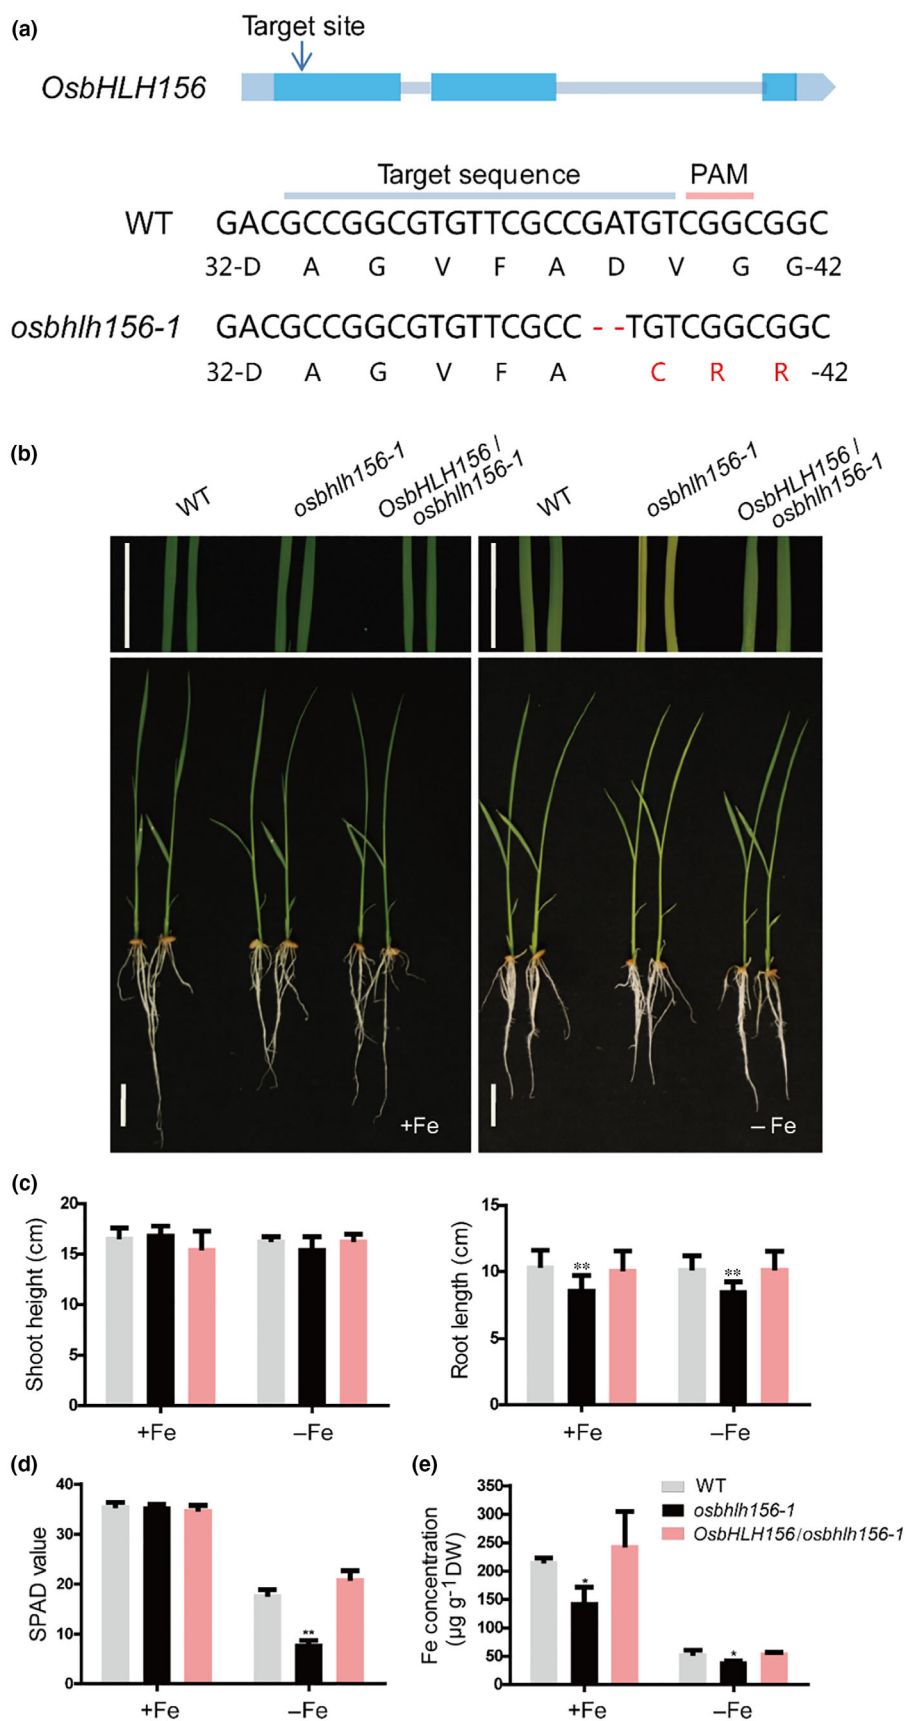 (a)
Target site
OsbHLH156
Target sequence PAM
WT GACGCCGGCGTGTTCGCCGATGTCGGCGGC
32-D A G V F A D V G G-42
osbhlh156-1 GACGCCGGCGTGTTCGCC - -TGTCGGCGGC
32-D A G V F A C R R -42
(b)
WT osbhlh156-1 OsbHLH156 / osbhlh156-1 WT osbhlh156-1 OsbHLH156 / osbhlh156-1
+Fe – Fe
(c)
Shoot height (cm)
20
15
10
5
0
+Fe –Fe
Root length (cm)
15
10
5
0
** **
+Fe –Fe
(d)
SPAD value
40
30
20
10
0
**
+Fe –Fe
(e)
Fe concentration
(µg g-1 DW)
350
300
250
200
150
100
50
0
* *
+Fe –Fe
WT
osbhlh156-1
OsbHLH156/osbhlh156-1